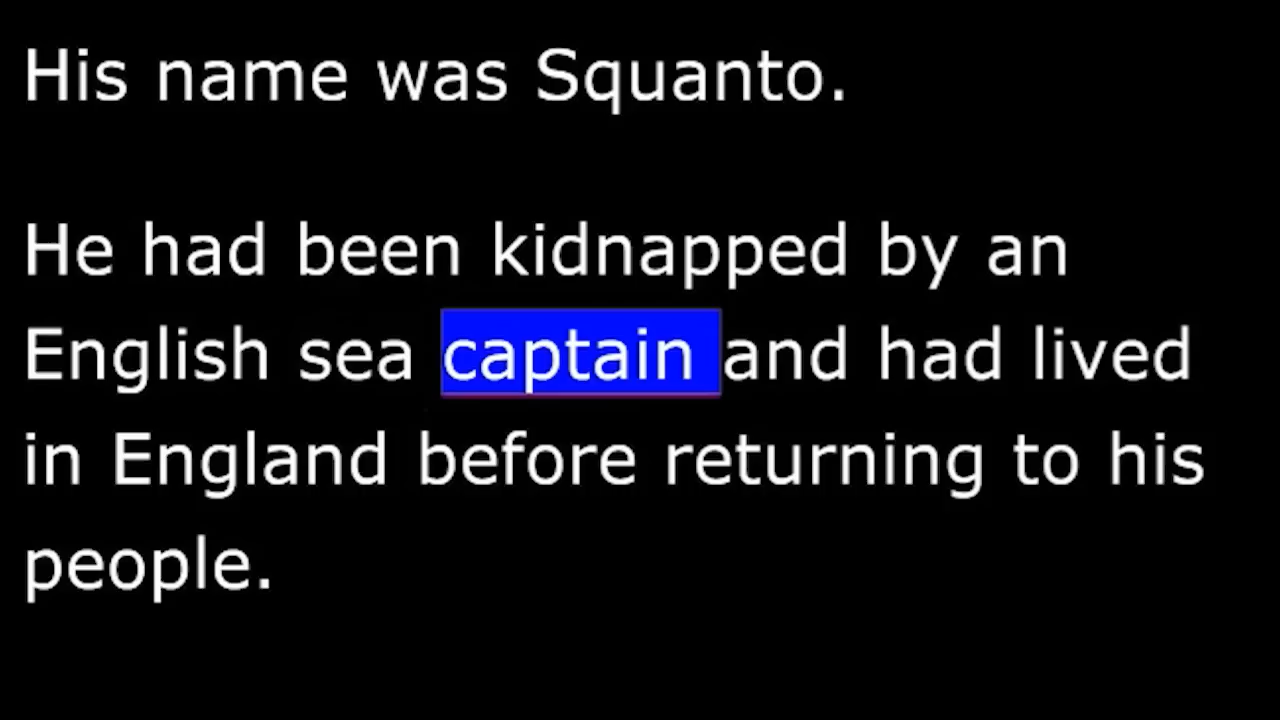 His name was Squanto.
He had been kidnapped by an
English sea captain and had lived
in England before returning to his
people.